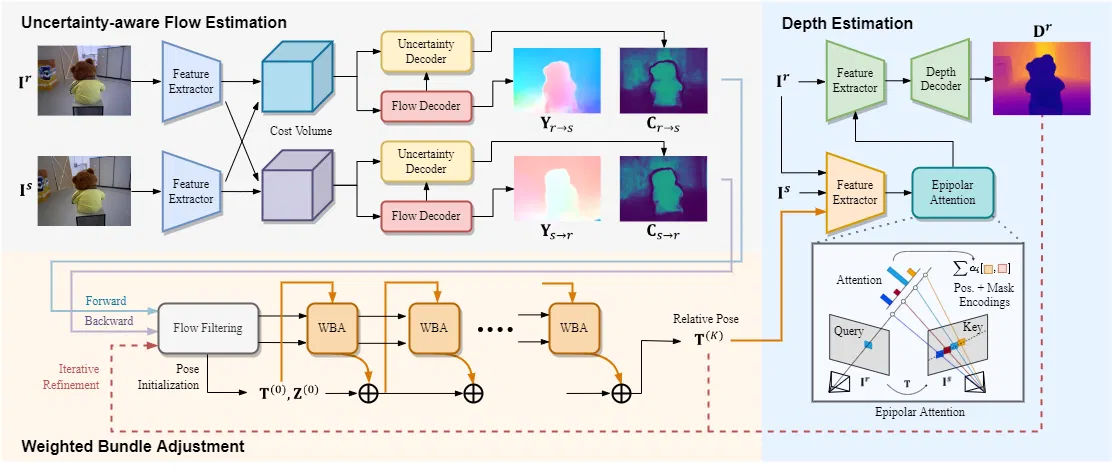 Uncertainty-aware Flow Estimation
I^r
Feature
Extractor
Cost Volume
Uncertainty
Decoder
Flow Decoder
Y_{r→s}
C_{r→s}
I^s
Feature
Extractor
Uncertainty
Decoder
Flow Decoder
Y_{s→r}
C_{s→r}
Forward
Backward
Iterative
Refinement
Flow Filtering
Pose
Initialization
WBA
WBA
WBA
T^{(0)}, Z^{(0)}
Relative Pose
T^{(K)}
Weighted Bundle Adjustment
Depth Estimation
I^r
Feature
Extractor
Depth
Decoder
D^r
I^s
Feature
Extractor
Epipolar
Attention
Attention
∑ α_i[ , ]
Pos. + Mask
Encodings
Query
Key
I^r
T
I^s
Epipolar Attention